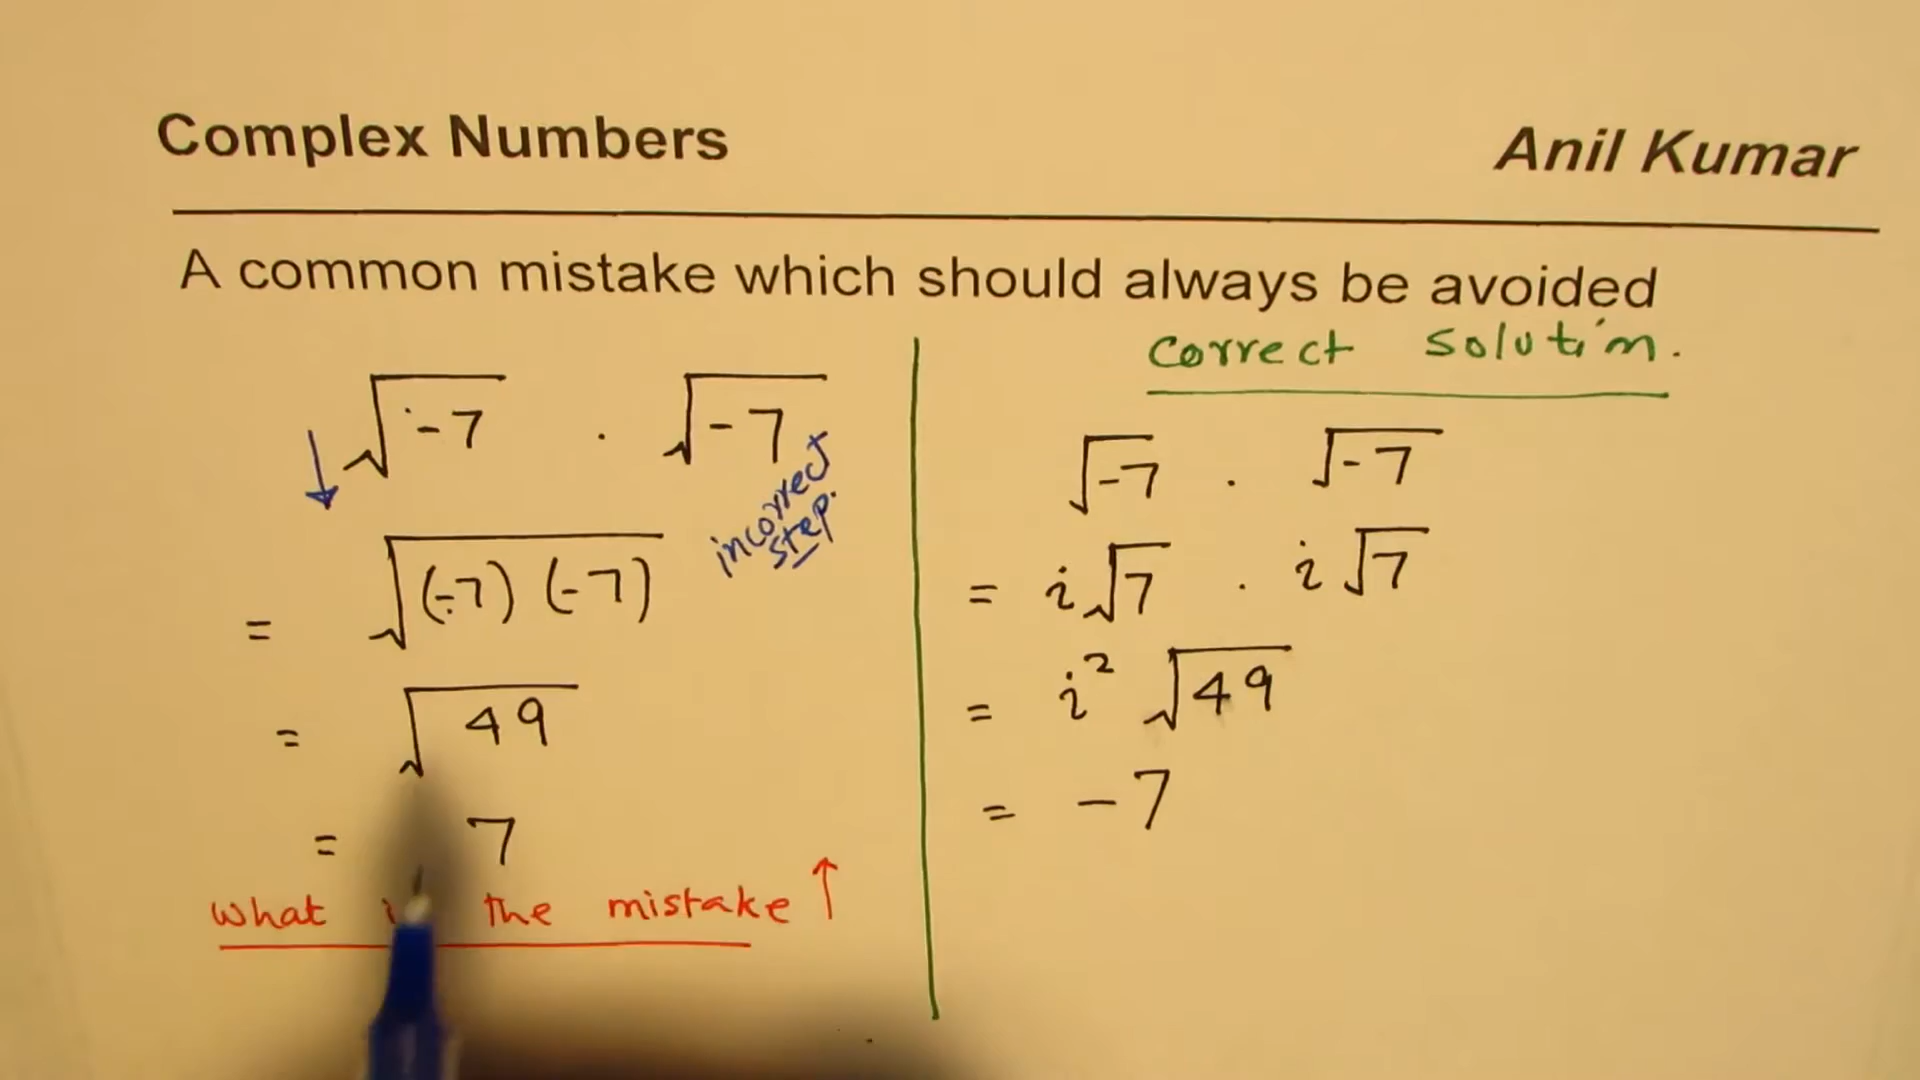 Complex Numbers
Anil Kumar
A common mistake which should always be avoided
√-7 · √-7
incorrect
step.
= √(-7)(-7)
= √49
= 7
what the mistake ↑
correct solution.
√-7 · √-7
= i√7 · i√7
= i² √49
= -7